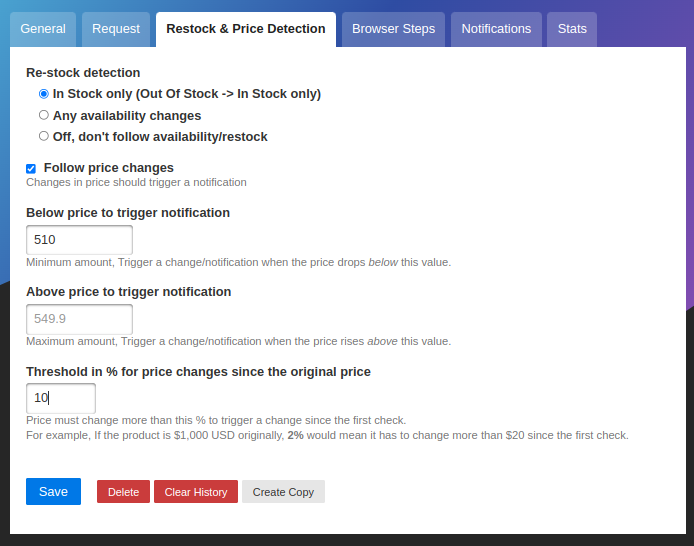 General Request Restock & Price Detection Browser Steps Notifications Stats
Re-stock detection
In Stock only (Out Of Stock -> In Stock only)
Any availability changes
Off, don't follow availability/restock
Follow price changes
Changes in price should trigger a notification
Below price to trigger notification
510
Minimum amount, Trigger a change/notification when the price drops below this value.
Above price to trigger notification
549.9
Maximum amount, Trigger a change/notification when the price rises above this value.
Threshold in % for price changes since the original price
10
Price must change more than this % to trigger a change since the first check.
For example, If the product is $1,000 USD originally, 2% would mean it has to change more than $20 since the first check.
Save Delete Clear History Create Copy